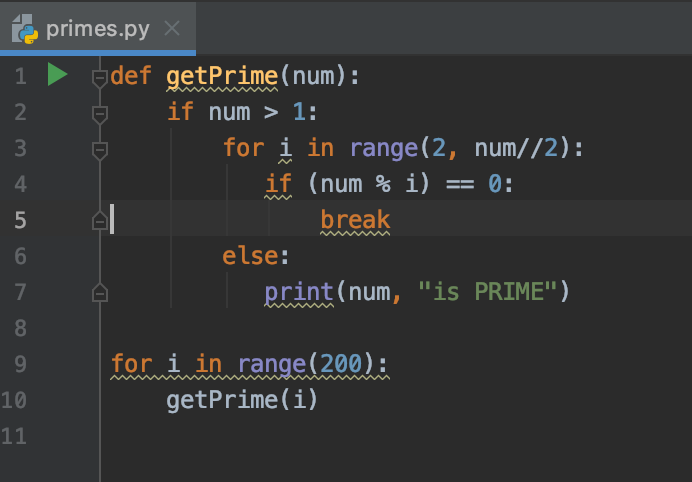 primes.py
1 def getPrime(num):
2     if num > 1:
3         for i in range(2, num//2):
4            if (num % i) == 0:
5                break
6         else:
7            print(num, "is PRIME")
8
9 for i in range(200):
10     getPrime(i)
11